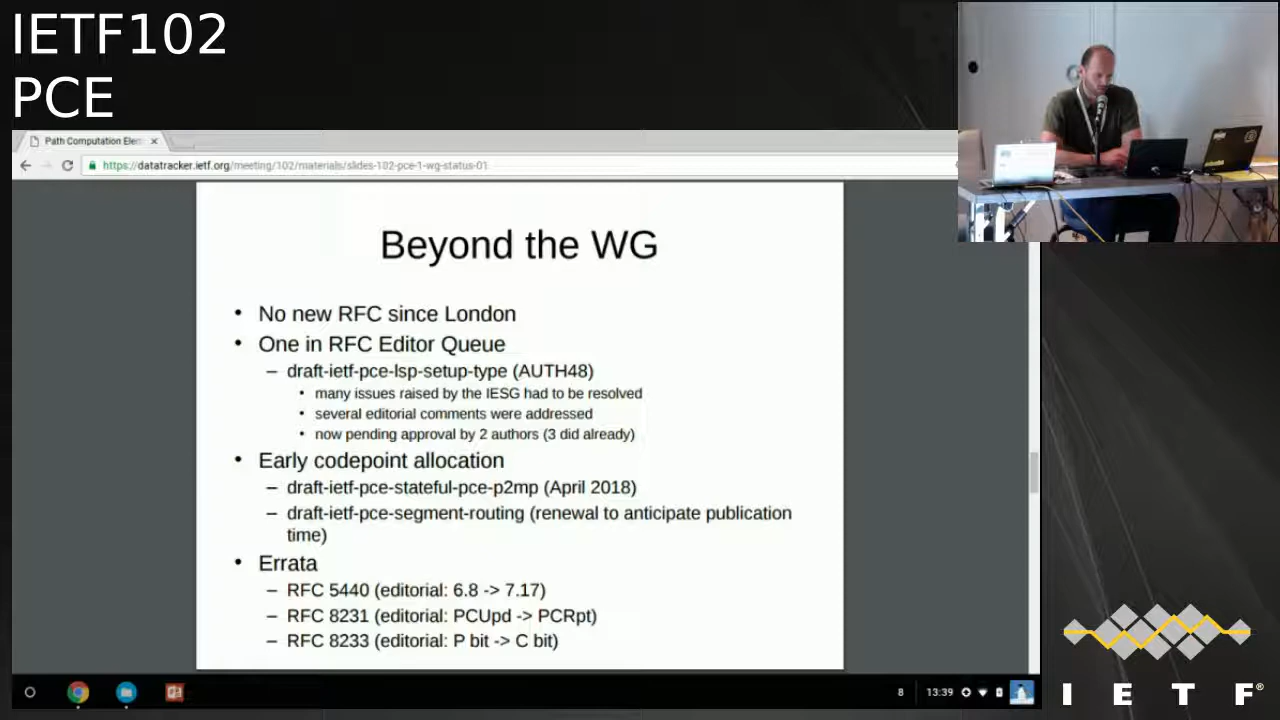 IETF102
PCE
Path Computation Elem
https://datatracker.ietf.org/meeting/102/materials/slides-102-pce-1-wg-status-01
Beyond the WG
• No new RFC since London
• One in RFC Editor Queue
– draft-ietf-pce-lsp-setup-type (AUTH48)
• many issues raised by the IESG had to be resolved
• several editorial comments were addressed
• now pending approval by 2 authors (3 did already)
• Early codepoint allocation
– draft-ietf-pce-stateful-pce-p2mp (April 2018)
– draft-ietf-pce-segment-routing (renewal to anticipate publication
time)
• Errata
– RFC 5440 (editorial: 6.8 -> 7.17)
– RFC 8231 (editorial: PCUpd -> PCRpt)
– RFC 8233 (editorial: P bit -> C bit)
8 13:39
I E T F®